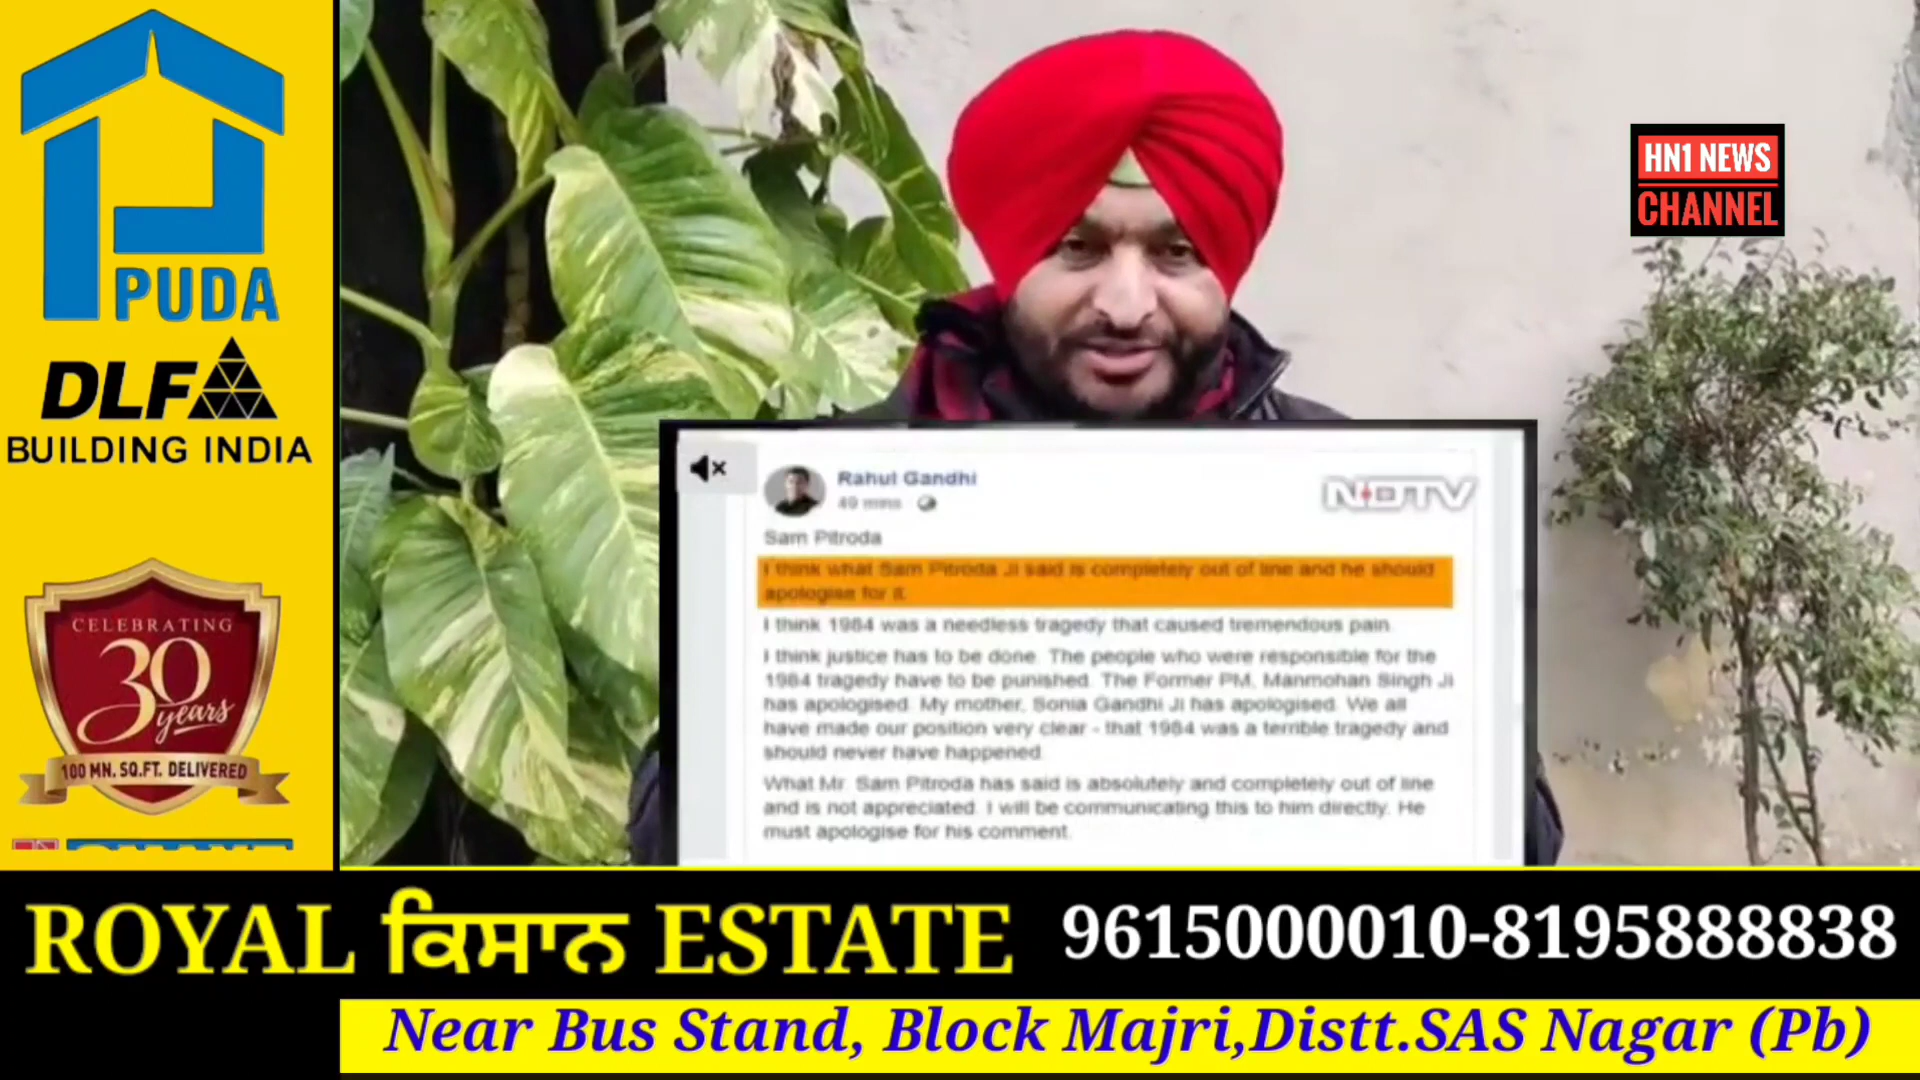 PUDA
DLF
BUILDING INDIA
CELEBRATING
30
years
100 MN. SQ.FT. DELIVERED
HN1 NEWS
CHANNEL
Rahul Gandhi
49 mins
NDTV
Sam Pitroda
I think what Sam Pitroda Ji said is completely out of line and he should
apologise for it.
I think 1984 was a needless tragedy that caused tremendous pain.
I think justice has to be done. The people who were responsible for the
1984 tragedy have to be punished. The Former PM, Manmohan Singh Ji
has apologised. My mother, Sonia Gandhi Ji has apologised. We all
have made our position very clear - that 1984 was a terrible tragedy and
should never have happened.
What Mr. Sam Pitroda has said is absolutely and completely out of line
and is not appreciated. I will be communicating this to him directly. He
must apologise for his comment.
ROYAL ਕਿਸਾਨ ESTATE 9615000010-8195888838
Near Bus Stand, Block Majri,Distt.SAS Nagar (Pb)